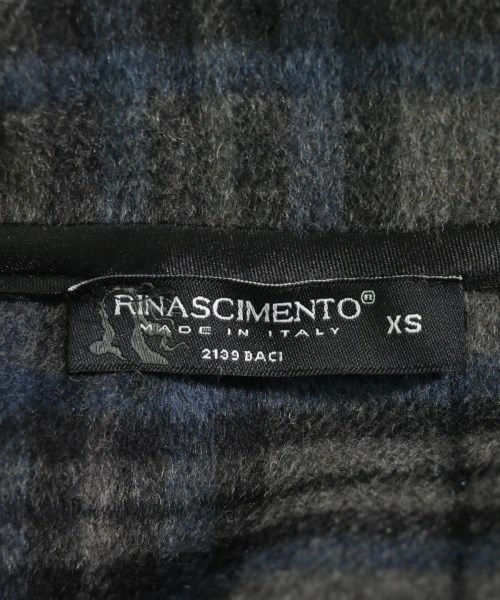 RINASCIMENTO®
MADE IN ITALY
XS
2139 BACI